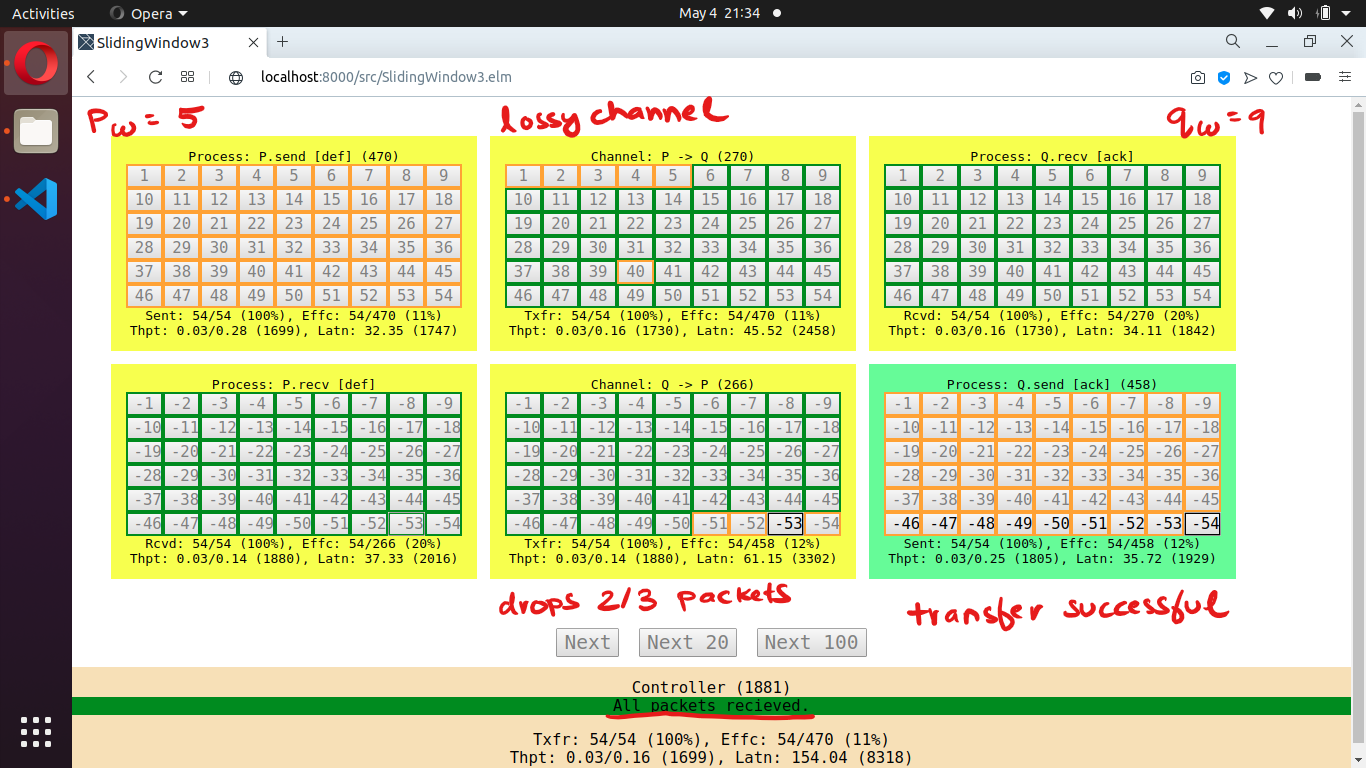 Activities Opera May 4 21:34
SlidingWindow3
localhost:8000/src/SlidingWindow3.elm
Pw = 5 lossy channel qw = 9
Process: P.send [def] (470)
1 2 3 4 5 6 7 8 9
10 11 12 13 14 15 16 17 18
19 20 21 22 23 24 25 26 27
28 29 30 31 32 33 34 35 36
37 38 39 40 41 42 43 44 45
46 47 48 49 50 51 52 53 54
Sent: 54/54 (100%), Effc: 54/470 (11%)
Thpt: 0.03/0.28 (1699), Latn: 32.35 (1747)
Channel: P -> Q (270)
1 2 3 4 5 6 7 8 9
10 11 12 13 14 15 16 17 18
19 20 21 22 23 24 25 26 27
28 29 30 31 32 33 34 35 36
37 38 39 40 41 42 43 44 45
46 47 48 49 50 51 52 53 54
Txfr: 54/54 (100%), Effc: 54/470 (11%)
Thpt: 0.03/0.16 (1730), Latn: 45.52 (2458)
Process: Q.recv [ack]
1 2 3 4 5 6 7 8 9
10 11 12 13 14 15 16 17 18
19 20 21 22 23 24 25 26 27
28 29 30 31 32 33 34 35 36
37 38 39 40 41 42 43 44 45
46 47 48 49 50 51 52 53 54
Rcvd: 54/54 (100%), Effc: 54/270 (20%)
Thpt: 0.03/0.16 (1730), Latn: 34.11 (1842)
Process: P.recv [def]
-1 -2 -3 -4 -5 -6 -7 -8 -9
-10 -11 -12 -13 -14 -15 -16 -17 -18
-19 -20 -21 -22 -23 -24 -25 -26 -27
-28 -29 -30 -31 -32 -33 -34 -35 -36
-37 -38 -39 -40 -41 -42 -43 -44 -45
-46 -47 -48 -49 -50 -51 -52 -53 -54
Rcvd: 54/54 (100%), Effc: 54/266 (20%)
Thpt: 0.03/0.14 (1880), Latn: 37.33 (2016)
Channel: Q -> P (266)
-1 -2 -3 -4 -5 -6 -7 -8 -9
-10 -11 -12 -13 -14 -15 -16 -17 -18
-19 -20 -21 -22 -23 -24 -25 -26 -27
-28 -29 -30 -31 -32 -33 -34 -35 -36
-37 -38 -39 -40 -41 -42 -43 -44 -45
-46 -47 -48 -49 -50 -51 -52 -53 -54
Txfr: 54/54 (100%), Effc: 54/458 (12%)
Thpt: 0.03/0.14 (1880), Latn: 61.15 (3302)
Process: Q.send [ack] (458)
-1 -2 -3 -4 -5 -6 -7 -8 -9
-10 -11 -12 -13 -14 -15 -16 -17 -18
-19 -20 -21 -22 -23 -24 -25 -26 -27
-28 -29 -30 -31 -32 -33 -34 -35 -36
-37 -38 -39 -40 -41 -42 -43 -44 -45
-46 -47 -48 -49 -50 -51 -52 -53 -54
Sent: 54/54 (100%), Effc: 54/458 (12%)
Thpt: 0.03/0.25 (1805), Latn: 35.72 (1929)
drops 2/3 packets transfer successful
Next Next 20 Next 100
Controller (1881)
All packets recieved.
Txfr: 54/54 (100%), Effc: 54/470 (11%)
Thpt: 0.03/0.16 (1699), Latn: 154.04 (8318)